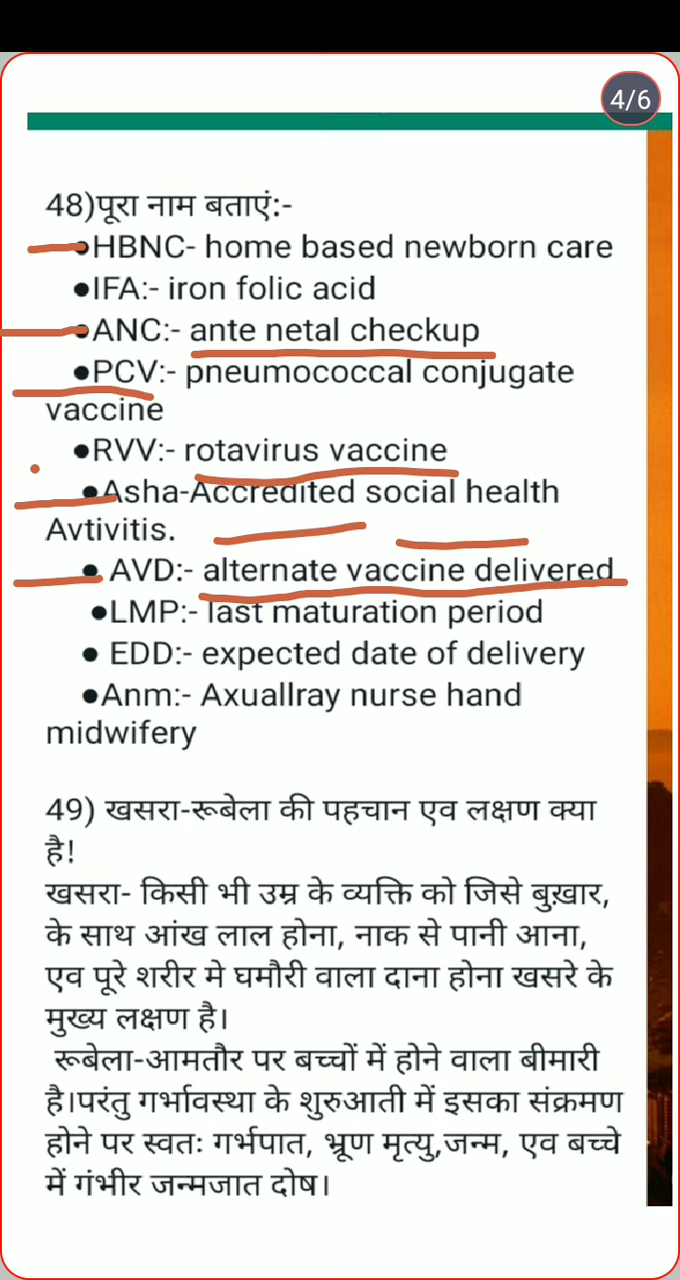 4/6
48)पूरा नाम बताएं:-
●HBNC- home based newborn care
●IFA:- iron folic acid
●ANC:- ante netal checkup
●PCV:- pneumococcal conjugate
vaccine
●RVV:- rotavirus vaccine
●Asha-Accredited social health
Avtivitis.
● AVD:- alternate vaccine delivered
●LMP:- last maturation period
● EDD:- expected date of delivery
●Anm:- Axuallray nurse hand
midwifery
49) खसरा-रूबेला की पहचान एव लक्षण क्या
है!
खसरा- किसी भी उम्र के व्यक्ति को जिसे बुख़ार,
के साथ आंख लाल होना, नाक से पानी आना,
एव पूरे शरीर मे घमौरी वाला दाना होना खसरे के
मुख्य लक्षण है।
रूबेला-आमतौर पर बच्चों में होने वाला बीमारी
है।परंतु गर्भावस्था के शुरुआती में इसका संक्रमण
होने पर स्वतः गर्भपात, भ्रूण मृत्यु,जन्म, एव बच्चे
में गंभीर जन्मजात दोष।